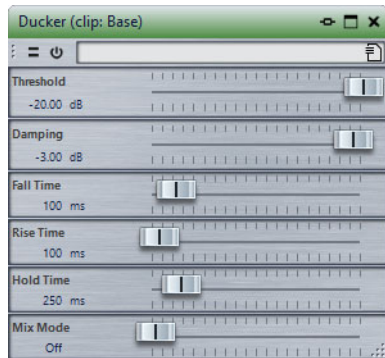 Ducker (clip: Base)
Threshold
-20.00 dB
Damping
-3.00 dB
Fall Time
100 ms
Rise Time
100 ms
Hold Time
250 ms
Mix Mode
Off